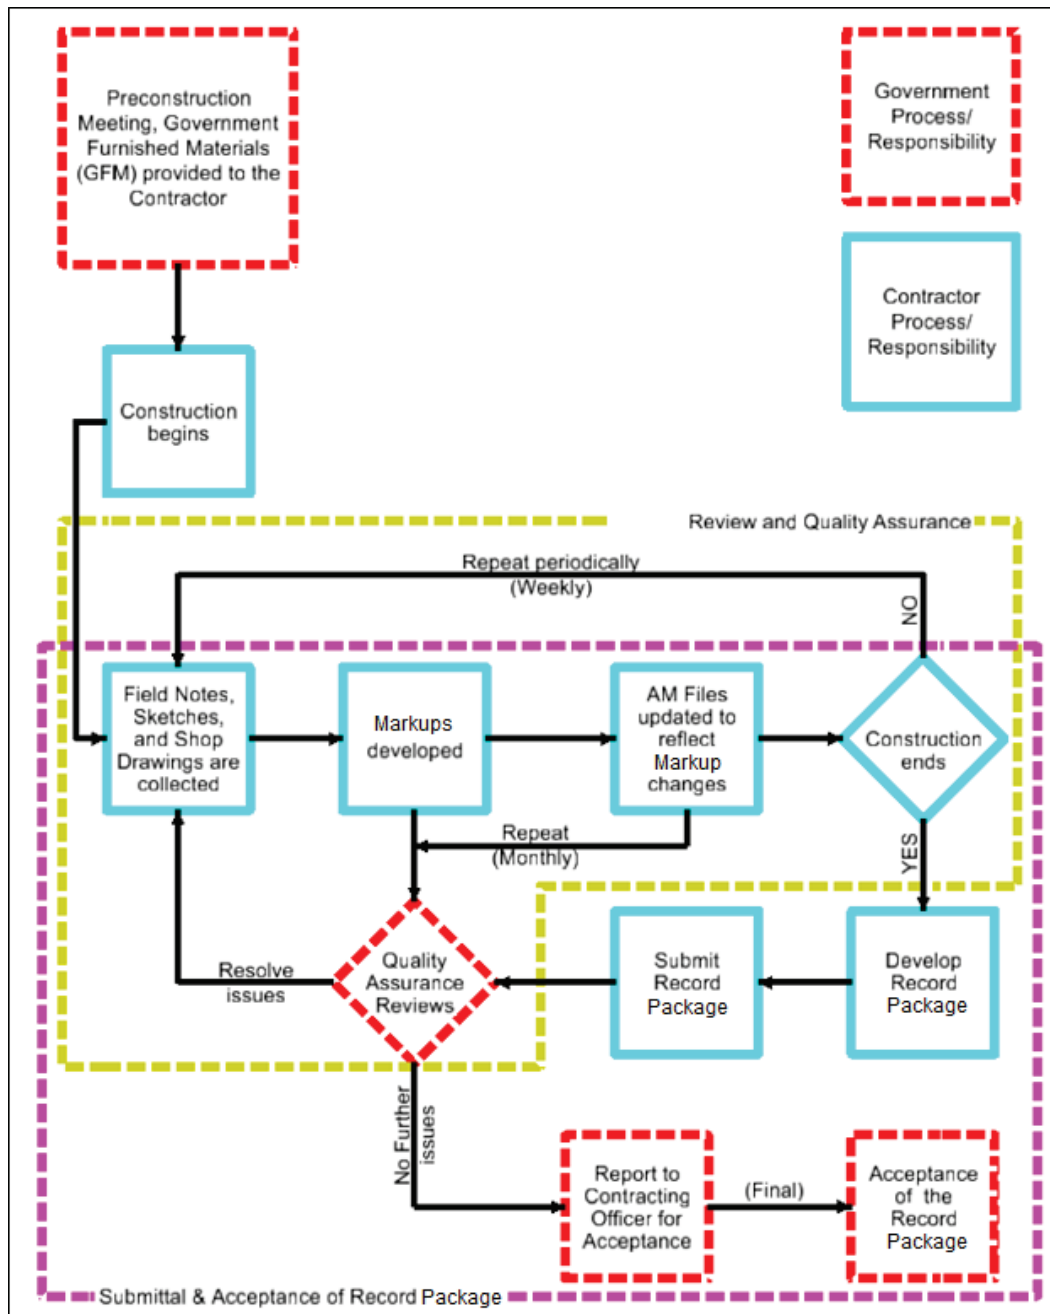 Preconstruction
Meeting, Government
Furnished Materials
(GFM) provided to the
Contractor
Government
Process/
Responsibility
Contractor
Process/
Responsibility
Construction
begins
Review and Quality Assurance
Repeat periodically
(Weekly)
NO
Field Notes,
Sketches,
and Shop
Drawings are
collected
Markups
developed
AM Files
updated to
reflect
Markup
changes
Construction
ends
Repeat
(Monthly)
YES
Resolve
issues
Quality
Assurance
Reviews
Submit
Record
Package
Develop
Record
Package
No Further
issues
Report to
Contracting
Officer for
Acceptance
(Final)
Acceptance
of the
Record
Package
Submittal & Acceptance of Record Package